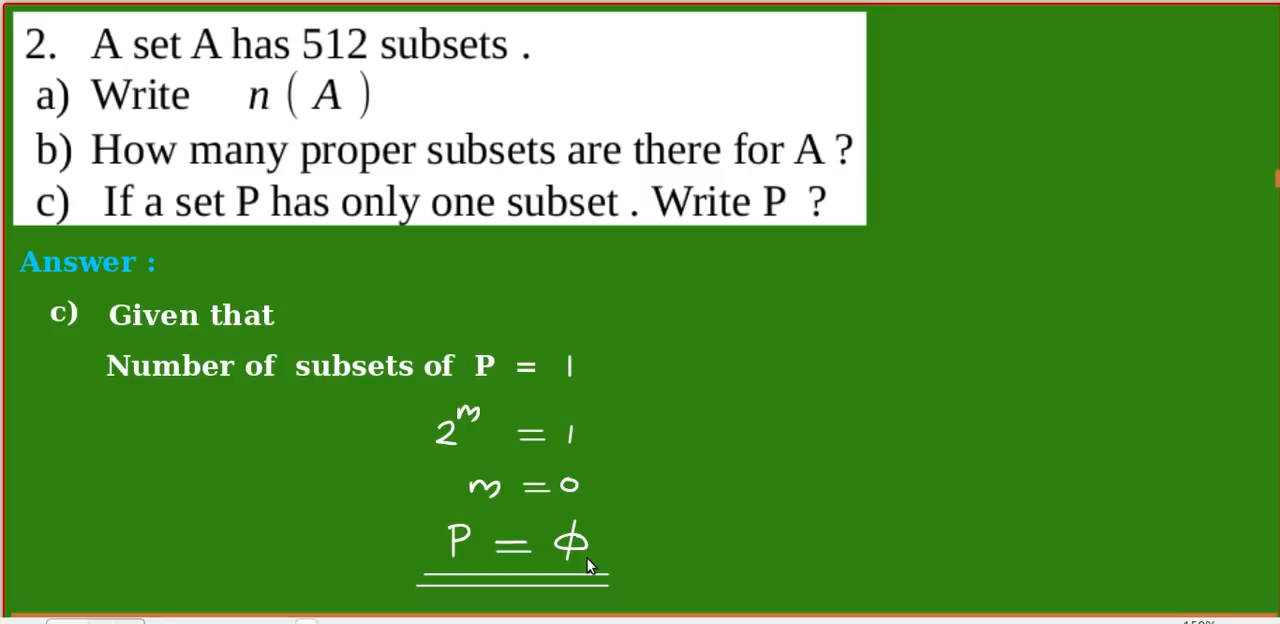 2. A set A has 512 subsets .
a) Write n ( A )
b) How many proper subsets are there for A ?
c) If a set P has only one subset . Write P ?
Answer :
c) Given that
Number of subsets of P = 1
2^m = 1
m = 0
P = ϕ